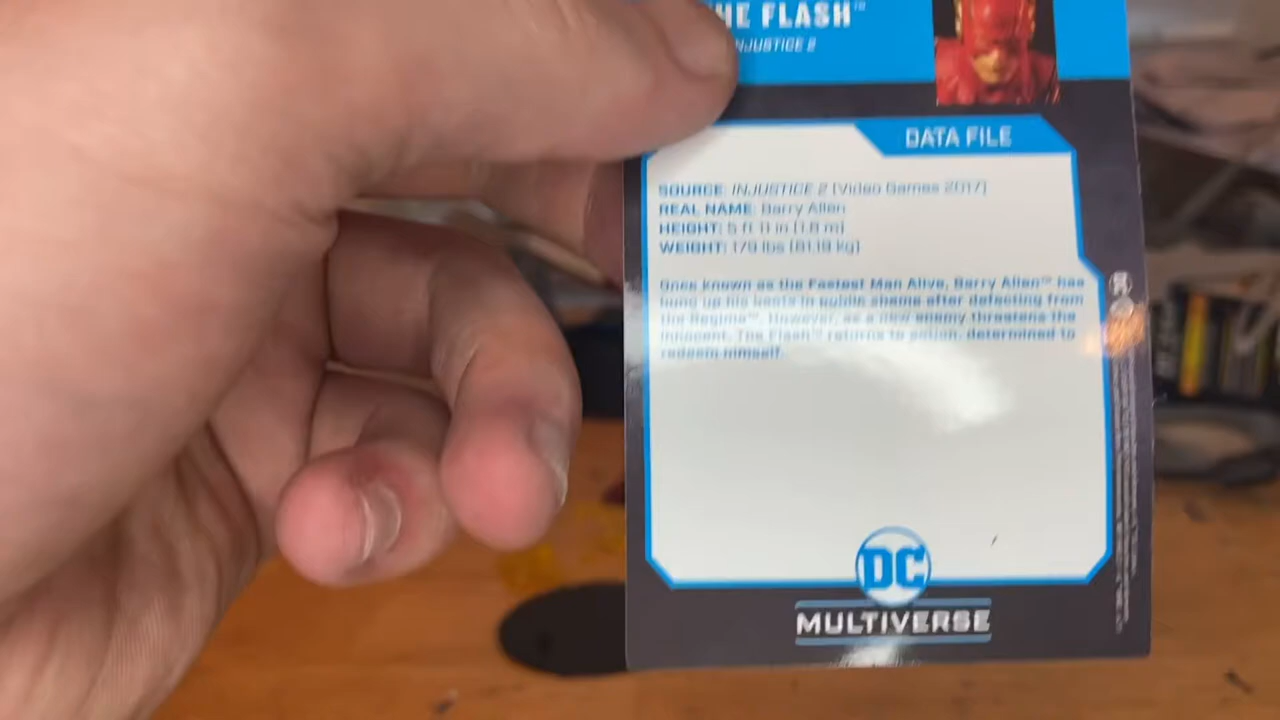 HE FLASH™
INJUSTICE 2
DATA FILE
SOURCE: INJUSTICE 2 (Video Games 2017)
REAL NAME: Barry Allen
HEIGHT: 5 ft 11 in (1.8 m)
WEIGHT: 179 lbs (81.19 kg)
Once known as the Fastest Man Alive, Barry Allen™ has
hung up his boots in public shame after defecting from
the Regime™. However, as a new enemy threatens the
innocent, The Flash™ returns to action, determined to
redeem himself.
DC
MULTIVERSE